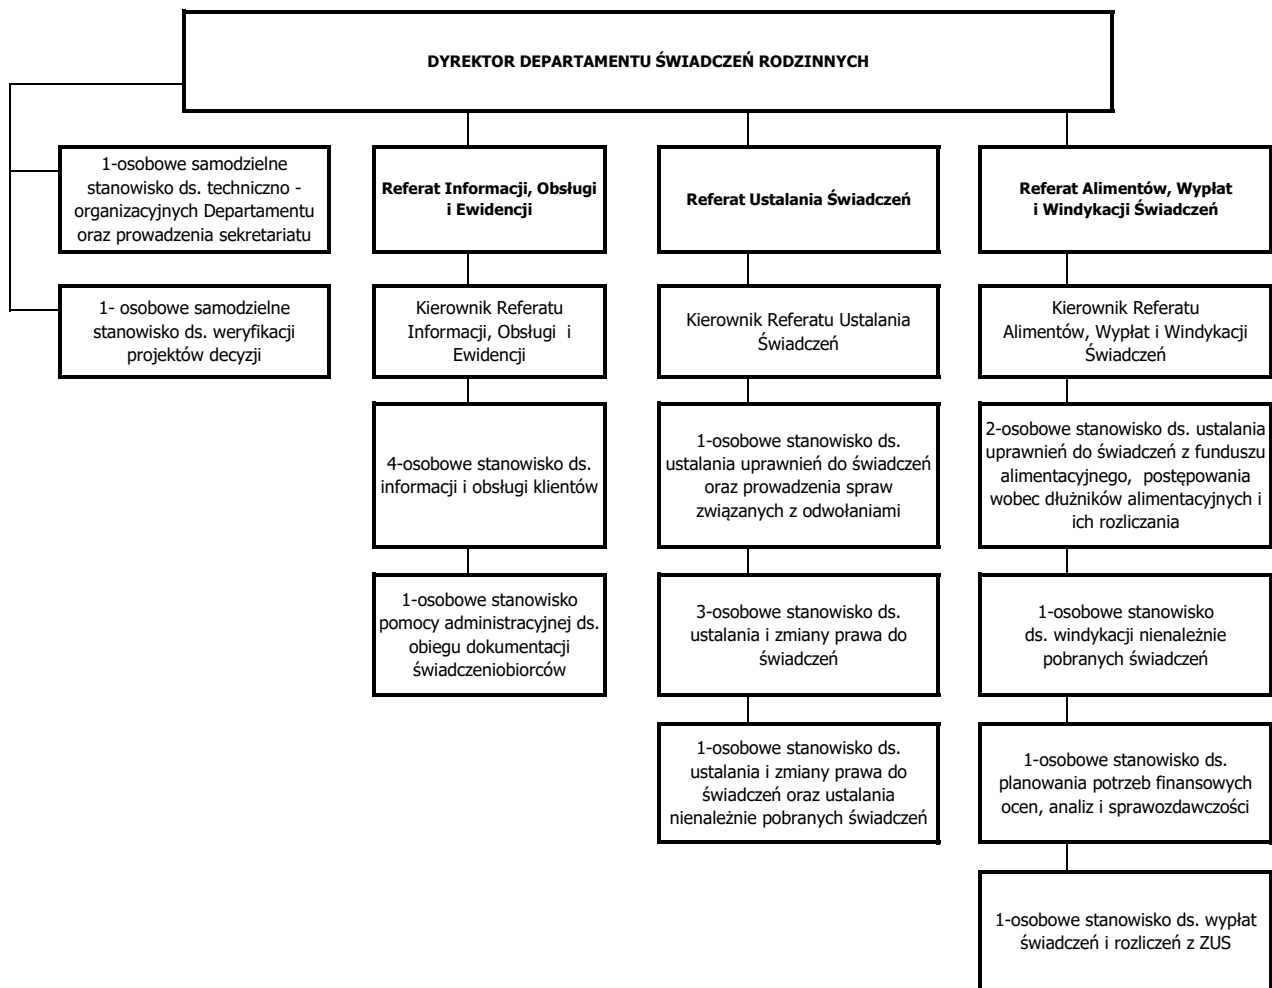 DYREKTOR DEPARTAMENTU ŚWIADCZEŃ RODZINNYCH
1-osobowe samodzielne
stanowisko ds. techniczno -
organizacyjnych Departamentu
oraz prowadzenia sekretariatu
1- osobowe samodzielne
stanowisko ds. weryfikacji
projektów decyzji
Referat Informacji, Obsługi
i Ewidencji
Kierownik Referatu
Informacji, Obsługi i
Ewidencji
4-osobowe stanowisko ds.
informacji i obsługi klientów
1-osobowe stanowisko
pomocy administracyjnej ds.
obiegu dokumentacji
świadczeniobiorców
Referat Ustalania Świadczeń
Kierownik Referatu Ustalania
Świadczeń
1-osobowe stanowisko ds.
ustalania uprawnień do świadczeń
oraz prowadzenia spraw
związanych z odwołaniami
3-osobowe stanowisko ds.
ustalania i zmiany prawa do
świadczeń
1-osobowe stanowisko ds.
ustalania i zmiany prawa do
świadczeń oraz ustalania
nienależnie pobranych świadczeń
Referat Alimentów, Wypłat
i Windykacji Świadczeń
Kierownik Referatu
Alimentów, Wypłat i Windykacji
Świadczeń
2-osobowe stanowisko ds. ustalania
uprawnień do świadczeń z funduszu
alimentacyjnego, postępowania
wobec dłużników alimentacyjnych i
ich rozliczania
1-osobowe stanowisko
ds. windykacji nienależnie
pobranych świadczeń
1-osobowe stanowisko ds.
planowania potrzeb finansowych
ocen, analiz i sprawozdawczości
1-osobowe stanowisko ds. wypłat
świadczeń i rozliczeń z ZUS